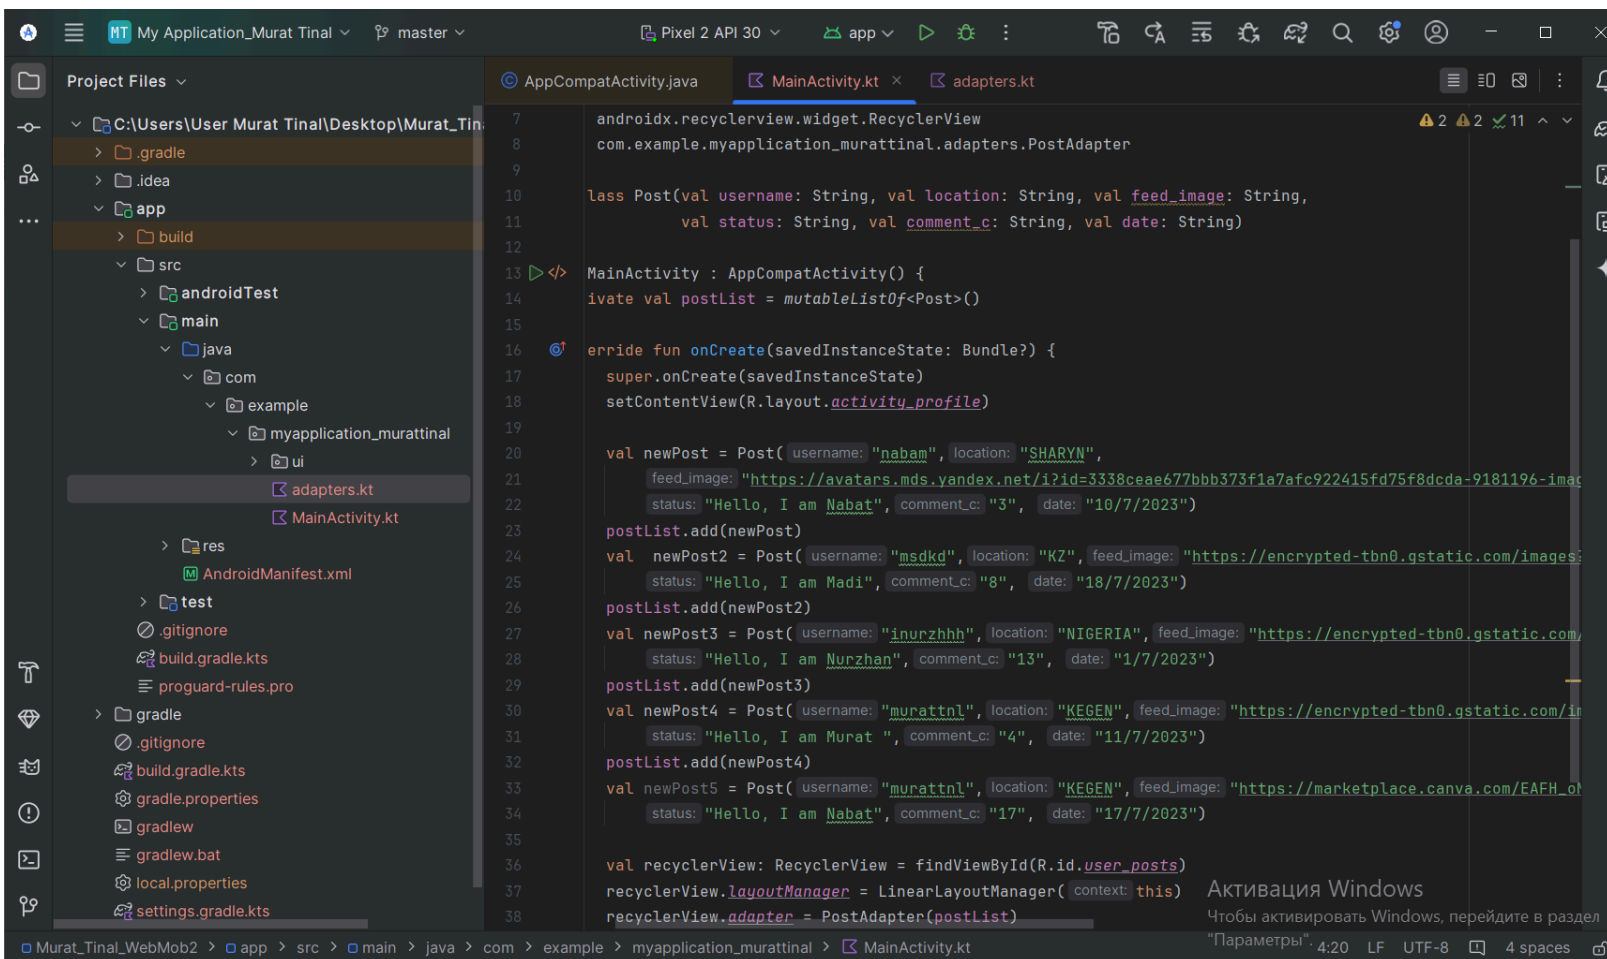 MT My Application_Murat Tinal master Pixel 2 API 30 app
Project Files
AppCompatActivity.java MainActivity.kt adapters.kt
C:\Users\User Murat Tinal\Desktop\Murat_Tin
.gradle
.idea
app
build
src
androidTest
main
java
com
example
myapplication_murattinal
ui
adapters.kt
MainActivity.kt
res
AndroidManifest.xml
test
.gitignore
build.gradle.kts
proguard-rules.pro
gradle
.gitignore
build.gradle.kts
gradle.properties
gradlew
gradlew.bat
local.properties
settings.gradle.kts
2 2 11
7 androidx.recyclerview.widget.RecyclerView
8 com.example.myapplication_murattinal.adapters.PostAdapter
9
10 lass Post(val username: String, val location: String, val feed_image: String,
11 val status: String, val comment_c: String, val date: String)
12
13 MainActivity : AppCompatActivity() {
14 ivate val postList = mutableListOf<Post>()
15
16 erride fun onCreate(savedInstanceState: Bundle?) {
17 super.onCreate(savedInstanceState)
18 setContentView(R.layout.activity_profile)
19
20 val newPost = Post( username: "nabam", location: "SHARYN",
21 feed_image: "https://avatars.mds.yandex.net/i?id=3338ceae677bbb373f1a7afc922415fd75f8dcda-9181196-imag
22 status: "Hello, I am Nabat", comment_c: "3", date: "10/7/2023")
23 postList.add(newPost)
24 val newPost2 = Post( username: "msdkd", location: "KZ", feed_image: "https://encrypted-tbn0.gstatic.com/images?
25 status: "Hello, I am Madi", comment_c: "8", date: "18/7/2023")
26 postList.add(newPost2)
27 val newPost3 = Post( username: "inurzhhh", location: "NIGERIA", feed_image: "https://encrypted-tbn0.gstatic.com/
28 status: "Hello, I am Nurzhan", comment_c: "13", date: "1/7/2023")
29 postList.add(newPost3)
30 val newPost4 = Post( username: "murattnl", location: "KEGEN", feed_image: "https://encrypted-tbn0.gstatic.com/im
31 status: "Hello, I am Murat ", comment_c: "4", date: "11/7/2023")
32 postList.add(newPost4)
33 val newPost5 = Post( username: "murattnl", location: "KEGEN", feed_image: "https://marketplace.canva.com/EAFH_oM
34 status: "Hello, I am Nabat", comment_c: "17", date: "17/7/2023")
35
36 val recyclerView: RecyclerView = findViewById(R.id.user_posts)
37 recyclerView.layoutManager = LinearLayoutManager( context: this)
38 recyclerView.adapter = PostAdapter(postList)
Активация Windows
Чтобы активировать Windows, перейдите в раздел
"Параметры".
Murat_Tinal_WebMob2 > app > src > main > java > com > example > myapplication_murattinal > MainActivity.kt 4:20 LF UTF-8 4 spaces